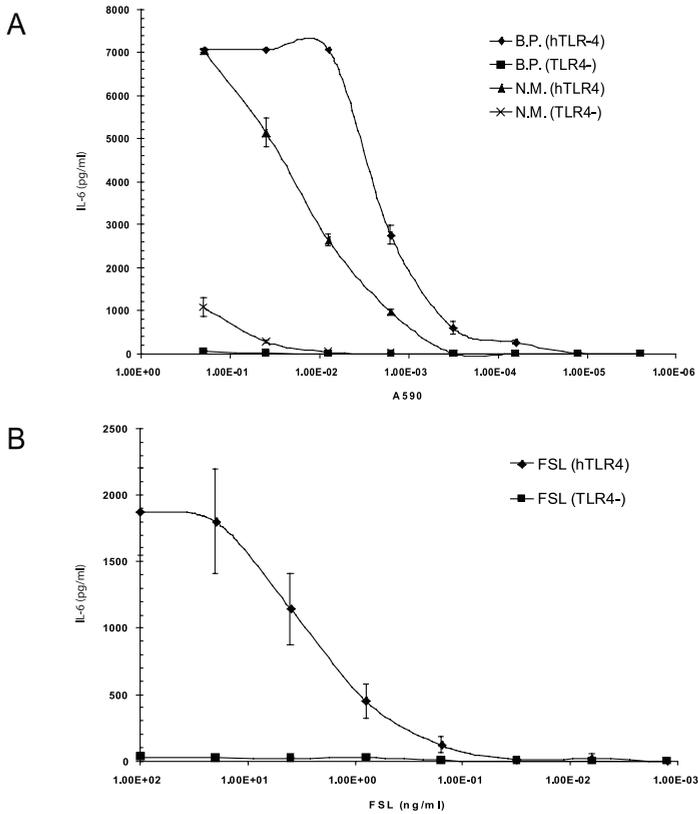 A
8000
7000
6000
5000
4000
3000
2000
1000
0
IL-6 (pg/ml)
B.P. (hTLR-4)
B.P. (TLR4-)
N.M. (hTLR4)
N.M. (TLR4-)
1.00E+00 1.00E-01 1.00E-02 1.00E-03 1.00E-04 1.00E-05 1.00E-06
A590
B
2500
2000
1500
1000
500
0
IL-6 (pg/ml)
FSL (hTLR4)
FSL (TLR4-)
1.00E+02 1.00E+01 1.00E+00 1.00E-01 1.00E-02 1.00E-03
FSL (ng/ml)